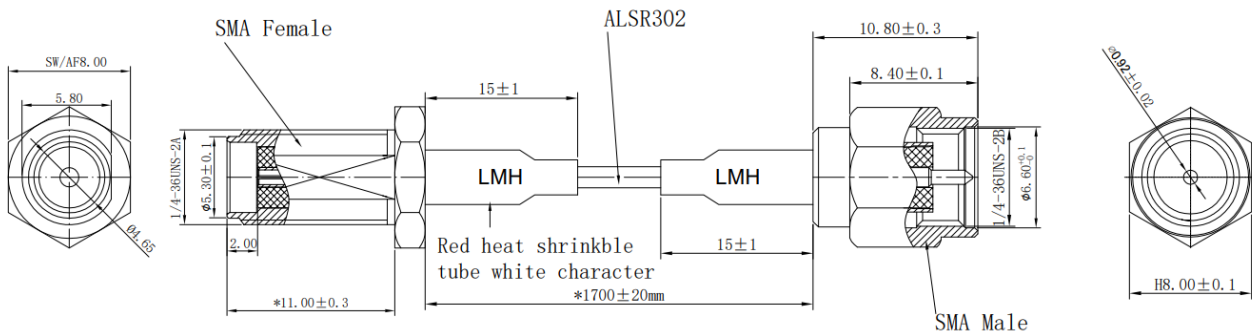 SMA Female
ALSR302
10.80±0.3
SW/AF8.00
8.40±0.1
ø0.92±0.02
5.80
15±1
1/4-36UNS-2A
ø5.30±0.1
LMH
LMH
1/4-36UNS-2B
ø6.60+0.1-0
Ø4.65
2.00
Red heat shrinkble
tube white character
15±1
*11.00±0.3
*1700±20mm
H8.00±0.1
SMA Male